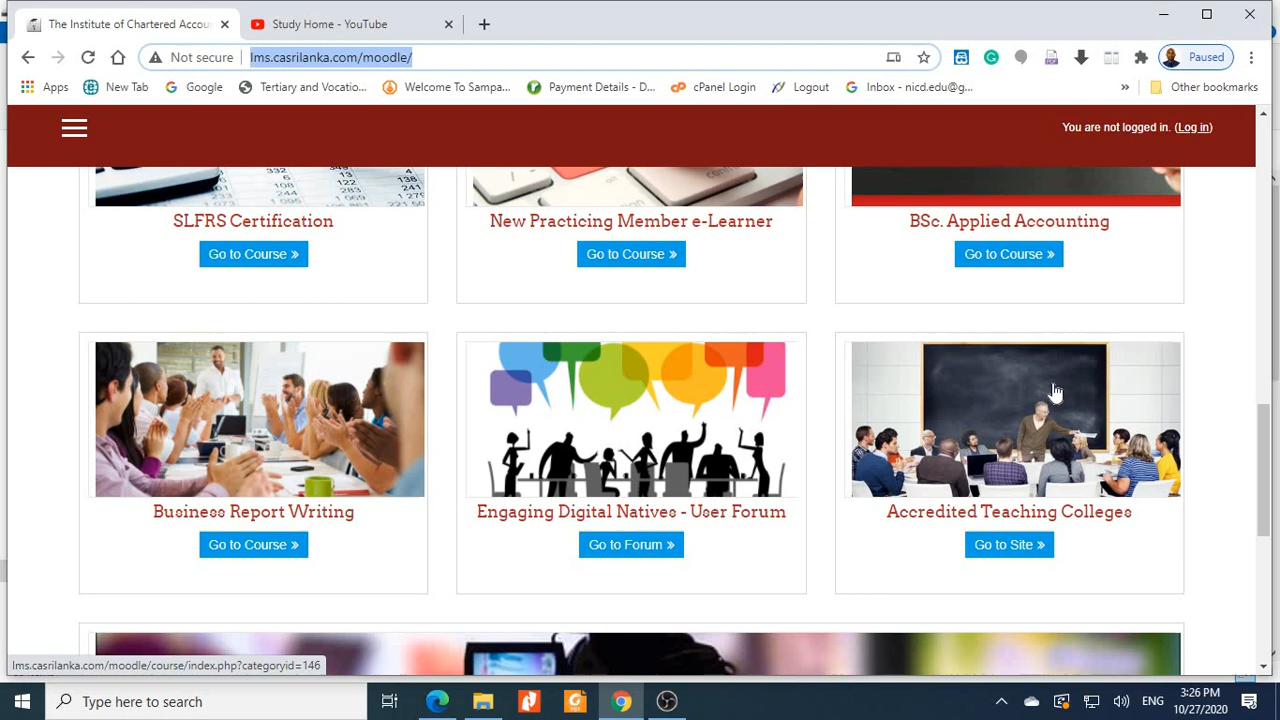 The Institute of Chartered Accou
Study Home - YouTube
Not secure
lms.casrilanka.com/moodle/
Paused
Apps
New Tab
Google
Tertiary and Vocatio...
Welcome To Sampa...
Payment Details - D...
cPanel Login
Logout
Inbox - nicd.edu@g...
Other bookmarks
You are not logged in. (Log in)
SLFRS Certification
New Practicing Member e-Learner
BSc. Applied Accounting
Go to Course »
Go to Course »
Go to Course »
Business Report Writing
Engaging Digital Natives - User Forum
Accredited Teaching Colleges
Go to Course »
Go to Forum »
Go to Site »
lms.casrilanka.com/moodle/course/index.php?categoryid=146
Type here to search
ENG
3:26 PM
10/27/2020